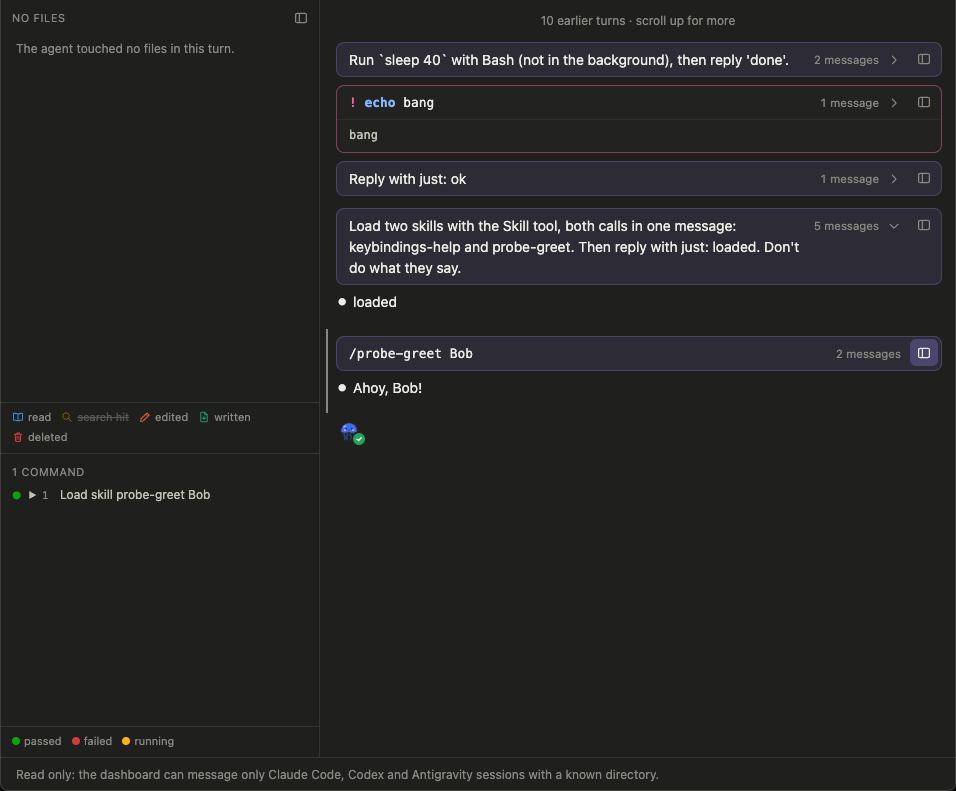 NO FILES
The agent touched no files in this turn.
read search hit edited written
deleted
1 COMMAND
1 Load skill probe-greet Bob
passed failed running
10 earlier turns · scroll up for more
Run `sleep 40` with Bash (not in the background), then reply 'done'. 2 messages
! echo bang 1 message
bang
Reply with just: ok 1 message
Load two skills with the Skill tool, both calls in one message: 5 messages
keybindings-help and probe-greet. Then reply with just: loaded. Don't
do what they say.
loaded
/probe-greet Bob 2 messages
Ahoy, Bob!
Read only: the dashboard can message only Claude Code, Codex and Antigravity sessions with a known directory.